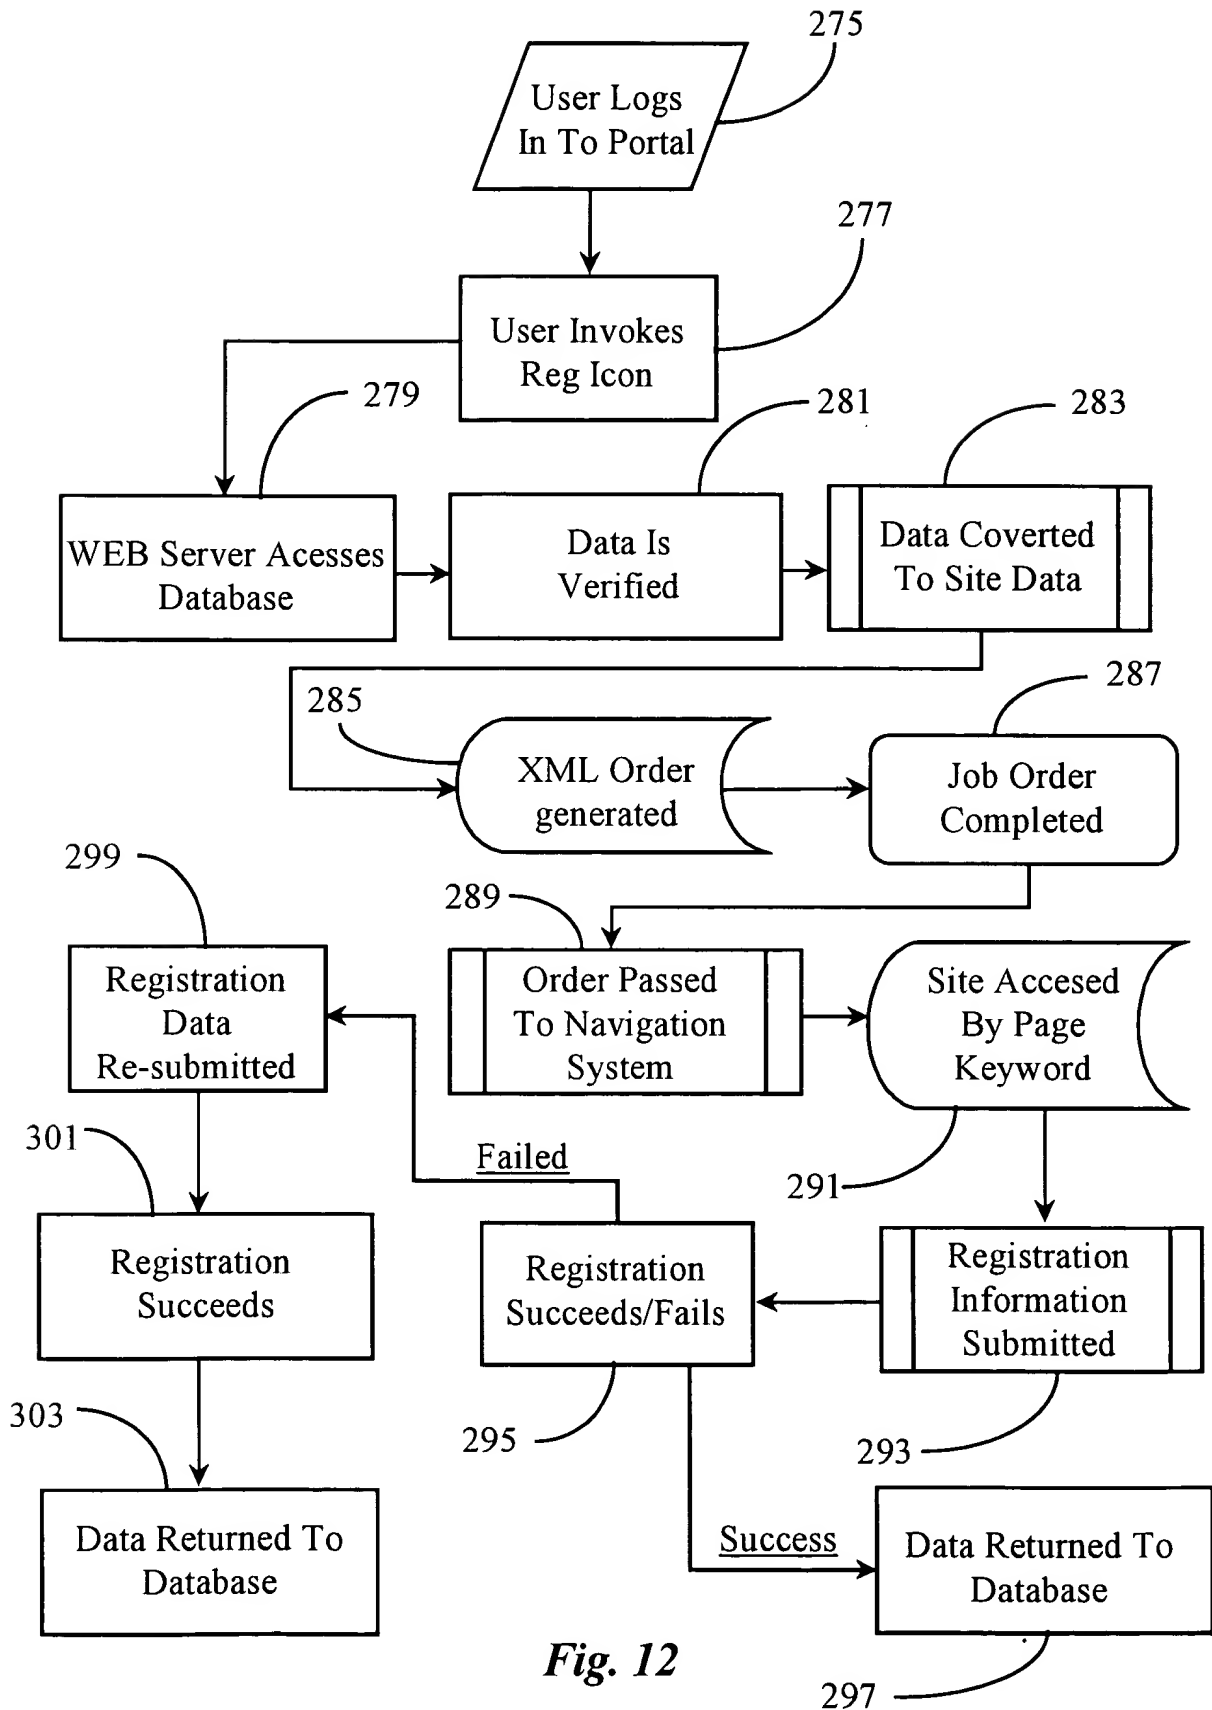 275
User Logs
In To Portal
277
User Invokes
Reg Icon
279
281
283
WEB Server Acesses
Database
Data Is
Verified
Data Coverted
To Site Data
285
287
XML Order
generated
Job Order
Completed
299
289
Registration
Data
Re-submitted
Order Passed
To Navigation
System
Site Accesed
By Page
Keyword
301
Failed
291
Registration
Succeeds
Registration
Succeeds/Fails
Registration
Information
Submitted
303
295
293
Data Returned To
Database
Success
Data Returned To
Database
Fig. 12
297